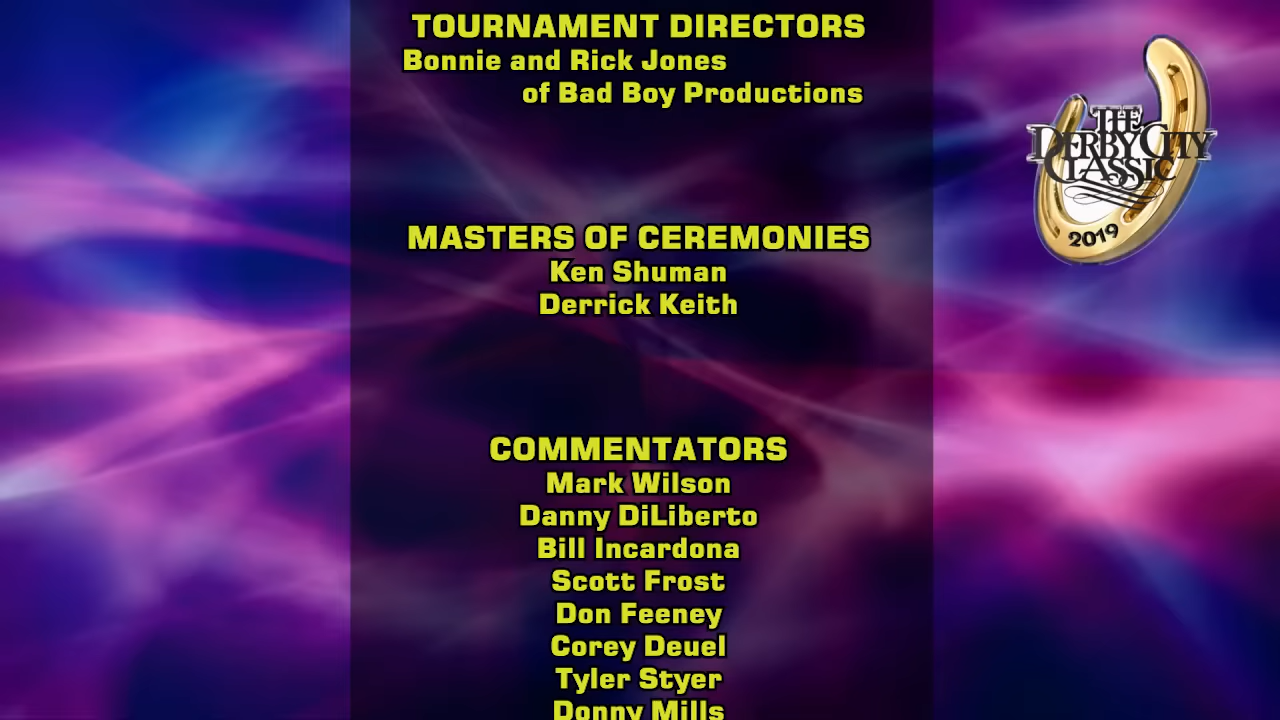 TOURNAMENT DIRECTORS
Bonnie and Rick Jones
of Bad Boy Productions
THE
DERBY CITY
CLASSIC
2019
MASTERS OF CEREMONIES
Ken Shuman
Derrick Keith
COMMENTATORS
Mark Wilson
Danny DiLiberto
Bill Incardona
Scott Frost
Don Feeney
Corey Deuel
Tyler Styer
Donny Mills